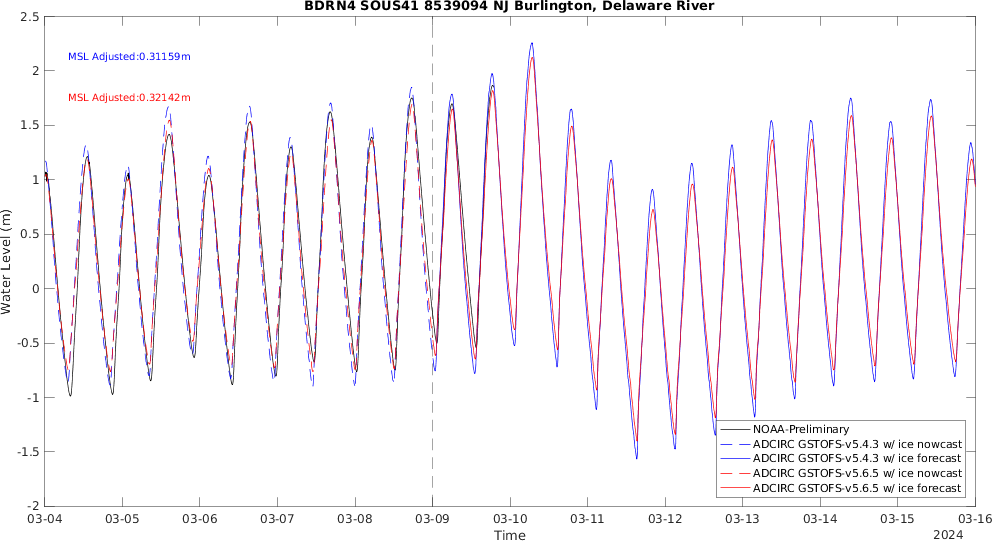 BDRN4 SOUS41 8539094 NJ Burlington, Delaware River
2.5
2
1.5
1
0.5
0
-0.5
-1
-1.5
-2
Water Level (m)
MSL Adjusted:0.31159m
MSL Adjusted:0.32142m
NOAA-Preliminary
ADCIRC GSTOFS-v5.4.3 w/ ice nowcast
ADCIRC GSTOFS-v5.4.3 w/ ice forecast
ADCIRC GSTOFS-v5.6.5 w/ ice nowcast
ADCIRC GSTOFS-v5.6.5 w/ ice forecast
03-04 03-05 03-06 03-07 03-08 03-09 03-10 03-11 03-12 03-13 03-14 03-15 03-16
Time
2024